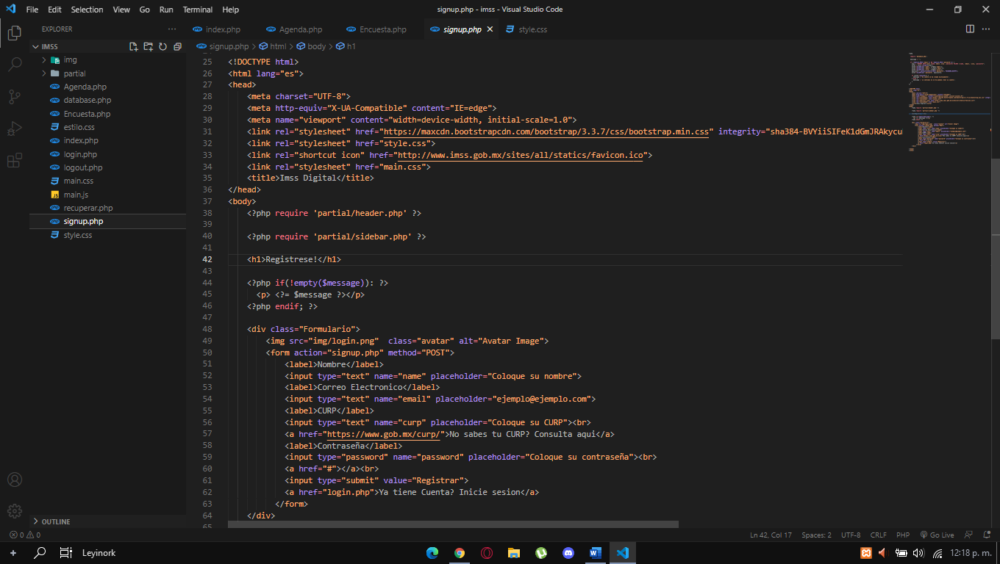 File Edit Selection View Go Run Terminal Help signup.php - imss - Visual Studio Code
EXPLORER ··· index.php Agenda.php Encuesta.php signup.php style.css ···
IMSS signup.php > html > body > h1
img
partial
Agenda.php
database.php
Encuesta.php
estilo.css
index.php
login.php
logout.php
main.css
main.js
recuperar.php
signup.php
style.css
OUTLINE
25 <!DOCTYPE html>
26 <html lang="es">
27 <head>
28 <meta charset="UTF-8">
29 <meta http-equiv="X-UA-Compatible" content="IE=edge">
30 <meta name="viewport" content="width=device-width, initial-scale=1.0">
31 <link rel="stylesheet" href="https://maxcdn.bootstrapcdn.com/bootstrap/3.3.7/css/bootstrap.min.css" integrity="sha384-BVYiiSIFeK1dGmJRAkycu
32 <link rel="stylesheet" href="style.css">
33 <link rel="shortcut icon" href="http://www.imss.gob.mx/sites/all/statics/favicon.ico">
34 <link rel="stylesheet" href="main.css">
35 <title>Imss Digital</title>
36 </head>
37 <body>
38 <?php require 'partial/header.php' ?>
39
40 <?php require 'partial/sidebar.php' ?>
41
42 <h1>Registrese!</h1>
43
44 <?php if(!empty($message)): ?>
45 <p> <?= $message ?></p>
46 <?php endif; ?>
47
48 <div class="Formulario">
49 <img src="img/login.png"  class="avatar" alt="Avatar Image">
50 <form action="signup.php" method="POST">
51 <label>Nombre</label>
52 <input type="text" name="name" placeholder="Coloque su nombre">
53 <label>Correo Electronico</label>
54 <input type="text" name="email" placeholder="ejemplo@ejemplo.com">
55 <label>CURP</label>
56 <input type="text" name="curp" placeholder="Coloque su CURP"><br>
57 <a href="https://www.gob.mx/curp/">No sabes tu CURP? Consulta aqui</a>
58 <label>Contraseña</label>
59 <input type="password" name="password" placeholder="Coloque su contraseña"><br>
60 <a href="#"></a><br>
61 <input type="submit" value="Registrar">
62 <a href="login.php">Ya tiene Cuenta? Inicie sesion</a>
63 </form>
64 </div>
65
0 0 Ln 42, Col 17 Spaces: 2 UTF-8 CRLF PHP Go Live
Leyinork 12:18 p. m.